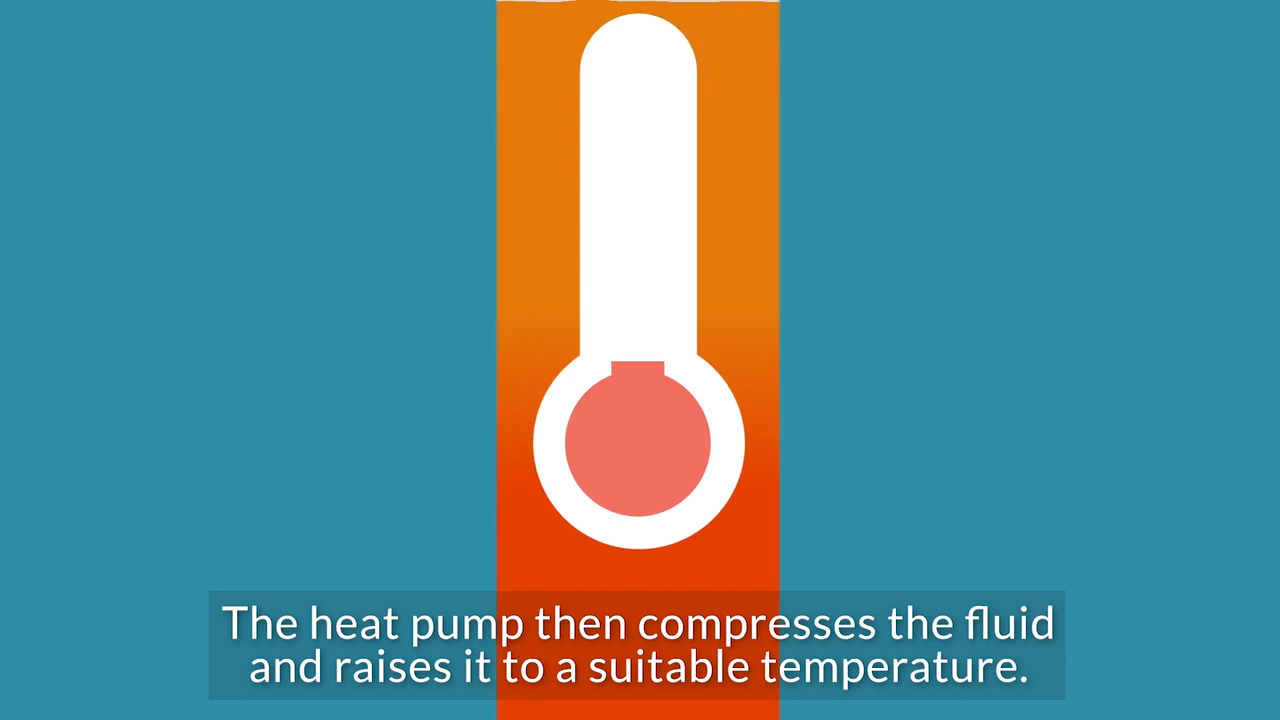 The heat pump then compresses the fluid
and raises it to a suitable temperature.